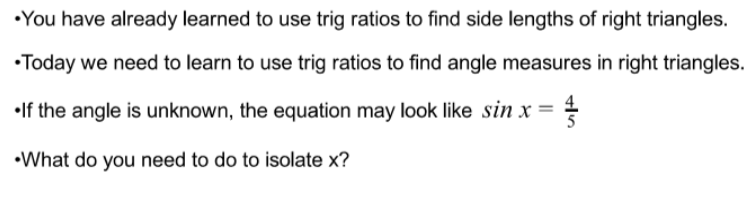 •You have already learned to use trig ratios to find side lengths of right triangles.
•Today we need to learn to use trig ratios to find angle measures in right triangles.
•If the angle is unknown, the equation may look like sin x = 4/5
•What do you need to do to isolate x?